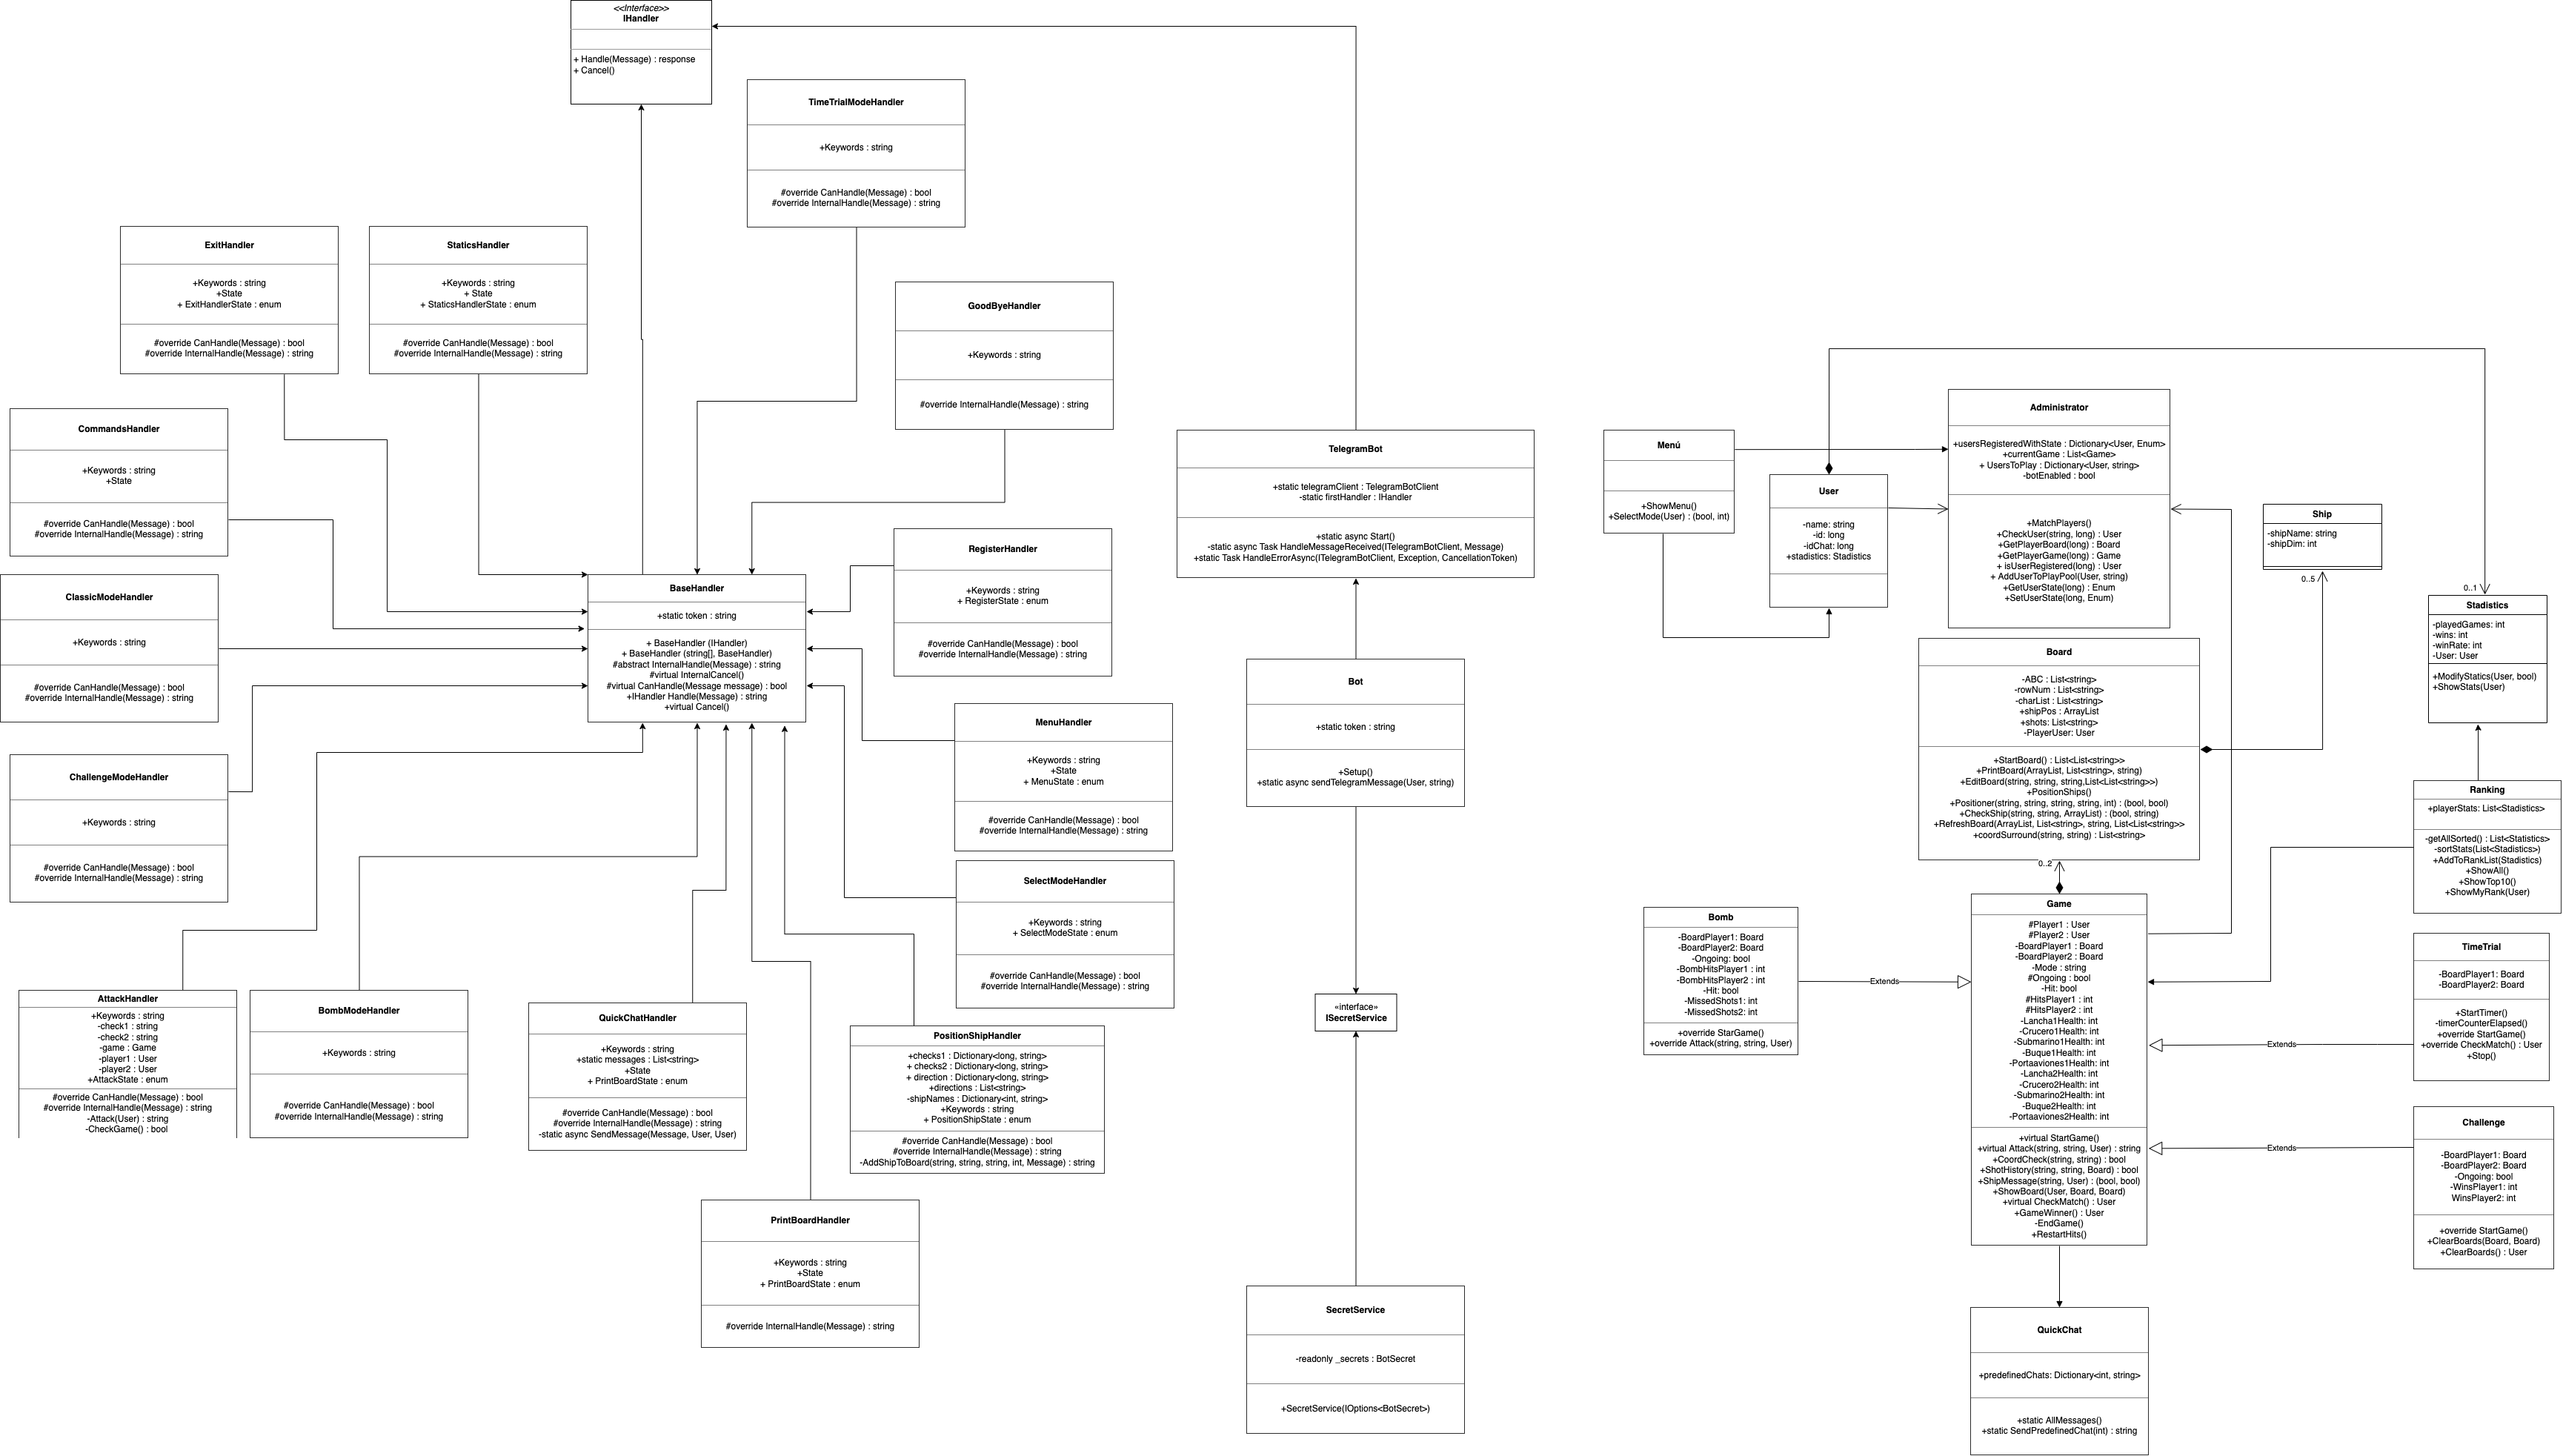 <<Interface>>
IHandler
+ Handle(Message) : response
+ Cancel()
TimeTrialModeHandler
+Keywords : string
#override CanHandle(Message) : bool
#override InternalHandle(Message) : string
ExitHandler
+Keywords : string
+State
+ ExitHandlerState : enum
#override CanHandle(Message) : bool
#override InternalHandle(Message) : string
StaticsHandler
+Keywords : string
+ State
+ StaticsHandlerState : enum
#override CanHandle(Message) : bool
#override InternalHandle(Message) : string
GoodByeHandler
+Keywords : string
#override InternalHandle(Message) : string
CommandsHandler
+Keywords : string
+State
#override CanHandle(Message) : bool
#override InternalHandle(Message) : string
RegisterHandler
+Keywords : string
+ RegisterState : enum
#override CanHandle(Message) : bool
#override InternalHandle(Message) : string
ClassicModeHandler
+Keywords : string
#override CanHandle(Message) : bool
#override InternalHandle(Message) : string
BaseHandler
+static token : string
+ BaseHandler (IHandler)
+ BaseHandler (string[], BaseHandler)
#abstract InternalHandle(Message) : string
#virtual InternalCancel()
#virtual CanHandle(Message message) : bool
+IHandler Handle(Message) : string
+virtual Cancel()
MenuHandler
+Keywords : string
+State
+ MenuState : enum
#override CanHandle(Message) : bool
#override InternalHandle(Message) : string
ChallengeModeHandler
+Keywords : string
#override CanHandle(Message) : bool
#override InternalHandle(Message) : string
SelectModeHandler
+Keywords : string
+ SelectModeState : enum
#override CanHandle(Message) : bool
#override InternalHandle(Message) : string
AttackHandler
+Keywords : string
-check1 : string
-check2 : string
-game : Game
-player1 : User
-player2 : User
+AttackState : enum
#override CanHandle(Message) : bool
#override InternalHandle(Message) : string
-Attack(User) : string
-CheckGame() : bool
BombModeHandler
+Keywords : string
#override CanHandle(Message) : bool
#override InternalHandle(Message) : string
QuickChatHandler
+Keywords : string
+static messages : List<string>
+State
+ PrintBoardState : enum
#override CanHandle(Message) : bool
#override InternalHandle(Message) : string
-static async SendMessage(Message, User, User)
PositionShipHandler
+checks1 : Dictionary<long, string>
+ checks2 : Dictionary<long, string>
+ direction : Dictionary<long, string>
+directions : List<string>
-shipNames : Dictionary<int, string>
+Keywords : string
+ PositionShipState : enum
#override CanHandle(Message) : bool
#override InternalHandle(Message) : string
-AddShipToBoard(string, string, string, int, Message) : string
PrintBoardHandler
+Keywords : string
+State
+ PrintBoardState : enum
#override InternalHandle(Message) : string
TelegramBot
+static telegramClient : TelegramBotClient
-static firstHandler : IHandler
+static async Start()
-static async Task HandleMessageReceived(ITelegramBotClient, Message)
+static Task HandleErrorAsync(ITelegramBotClient, Exception, CancellationToken)
Bot
+static token : string
+Setup()
+static async sendTelegramMessage(User, string)
«interface»
ISecretService
SecretService
-readonly _secrets : BotSecret
+SecretService(IOptions<BotSecret>)
Menú
+ShowMenu()
+SelectMode(User) : (bool, int)
User
-name: string
-id: long
-idChat: long
+stadistics: Stadistics
Administrator
+usersRegisteredWithState : Dictionary<User, Enum>
+currentGame : List<Game>
+ UsersToPlay : Dictionary<User, string>
-botEnabled : bool
+MatchPlayers()
+CheckUser(string, long) : User
+GetPlayerBoard(long) : Board
+GetPlayerGame(long) : Game
+ isUserRegistered(long) : User
+ AddUserToPlayPool(User, string)
+GetUserState(long) : Enum
+SetUserState(long, Enum)
Ship
-shipName: string
-shipDim: int
0..5
0..1
Stadistics
-playedGames: int
-wins: int
-winRate: int
-User: User
+ModifyStatics(User, bool)
+ShowStats(User)
Board
-ABC : List<string>
-rowNum : List<string>
-charList : List<string>
+shipPos : ArrayList
+shots: List<string>
-PlayerUser: User
+StartBoard() : List<List<string>>
+PrintBoard(ArrayList, List<string>, string)
+EditBoard(string, string, string,List<List<string>>)
+PositionShips()
+Positioner(string, string, string, string, int) : (bool, bool)
+CheckShip(string, string, ArrayList) : (bool, string)
+RefreshBoard(ArrayList, List<string>, string, List<List<string>>
+coordSurround(string, string) : List<string>
0..2
Ranking
+playerStats: List<Stadistics>
-getAllSorted() : List<Statistics>
-sortStats(List<Stadistics>)
+AddToRankList(Stadistics)
+ShowAll()
+ShowTop10()
+ShowMyRank(User)
Bomb
-BoardPlayer1: Board
-BoardPlayer2: Board
-Ongoing: bool
-BombHitsPlayer1 : int
-BombHitsPlayer2 : int
-Hit: bool
-MissedShots1: int
-MissedShots2: int
+override StarGame()
+override Attack(string, string, User)
Extends
Game
#Player1 : User
#Player2 : User
-BoardPlayer1 : Board
-BoardPlayer2 : Board
-Mode : string
#Ongoing : bool
-Hit: bool
#HitsPlayer1 : int
#HitsPlayer2 : int
-Lancha1Health: int
-Crucero1Health: int
-Submarino1Health: int
-Buque1Health: int
-Portaaviones1Health: int
-Lancha2Health: int
-Crucero2Health: int
-Submarino2Health: int
-Buque2Health: int
-Portaaviones2Health: int
+virtual StartGame()
+virtual Attack(string, string, User) : string
+CoordCheck(string, string) : bool
+ShotHistory(string, string, Board) : bool
+ShipMessage(string, User) : (bool, bool)
+ShowBoard(User, Board, Board)
+virtual CheckMatch() : User
+GameWinner() : User
-EndGame()
+RestartHits()
TimeTrial
-BoardPlayer1: Board
-BoardPlayer2: Board
+StartTimer()
-timerCounterElapsed()
+override StartGame()
+override CheckMatch() : User
+Stop()
Extends
Challenge
-BoardPlayer1: Board
-BoardPlayer2: Board
-Ongoing: bool
-WinsPlayer1: int
WinsPlayer2: int
+override StartGame()
+ClearBoards(Board, Board)
+ClearBoards() : User
Extends
QuickChat
+predefinedChats: Dictionary<int, string>
+static AllMessages()
+static SendPredefinedChat(int) : string